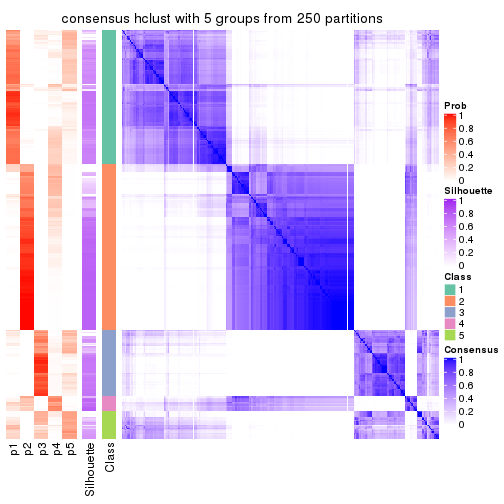 consensus hclust with 5 groups from 250 partitions
Prob
1
0.8
0.6
0.4
0.2
0
Silhouette
1
0.8
0.6
0.4
0.2
0
Class
1
2
3
4
5
Consensus
1
0.8
0.6
0.4
0.2
0
p1
p2
p3
p4
p5
Silhouette
Class